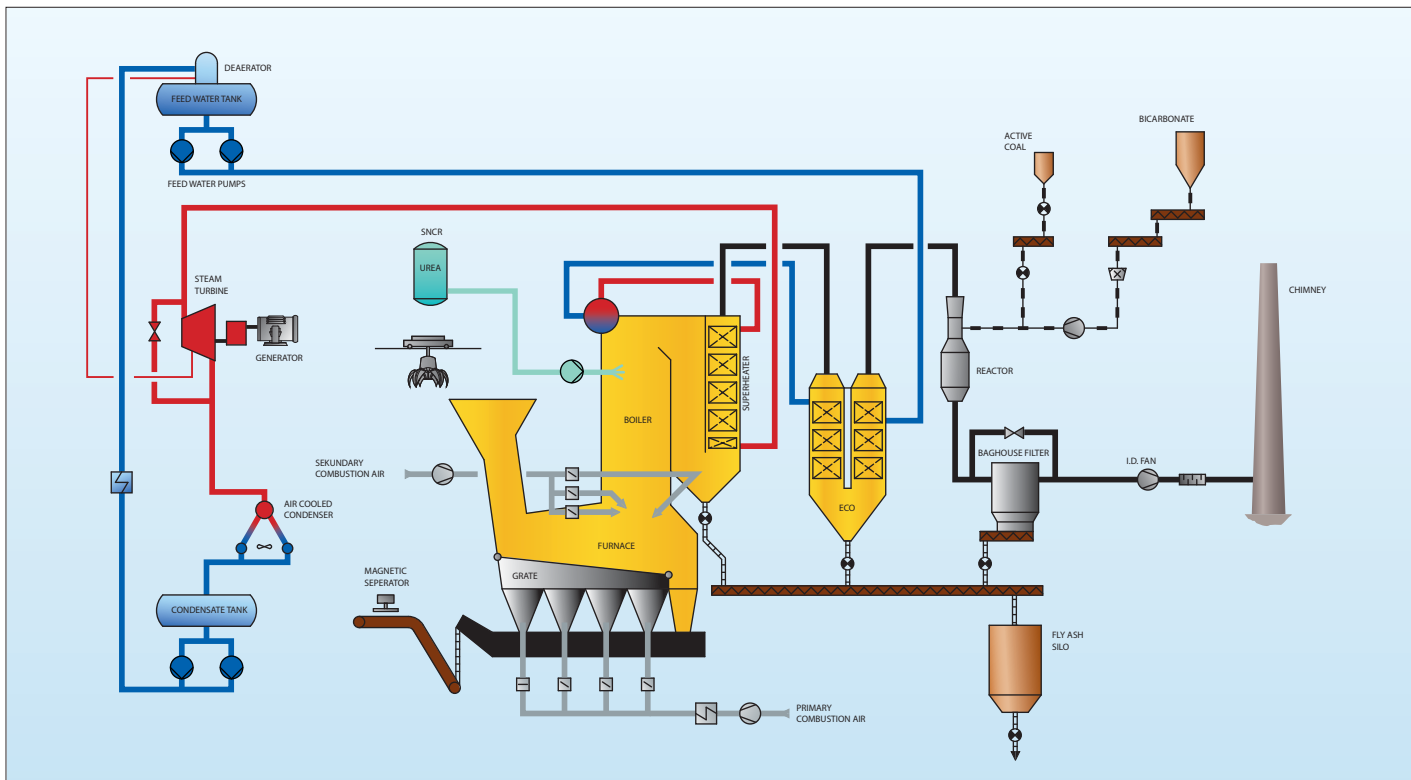 DEAERATOR
FEED WATER TANK
FEED WATER PUMPS
STEAM
TURBINE
GENERATOR
AIR COOLED
CONDENSER
CONDENSATE TANK
SNCR
UREA
SEKUNDARY
COMBUSTION AIR
MAGNETIC
SEPERATOR
BOILER
SUPERHEATER
FURNACE
GRATE
PRIMARY
COMBUSTION AIR
ECO
ACTIVE
COAL
BICARBONATE
REACTOR
BAGHOUSE FILTER
I.D. FAN
CHIMNEY
FLY ASH
SILO